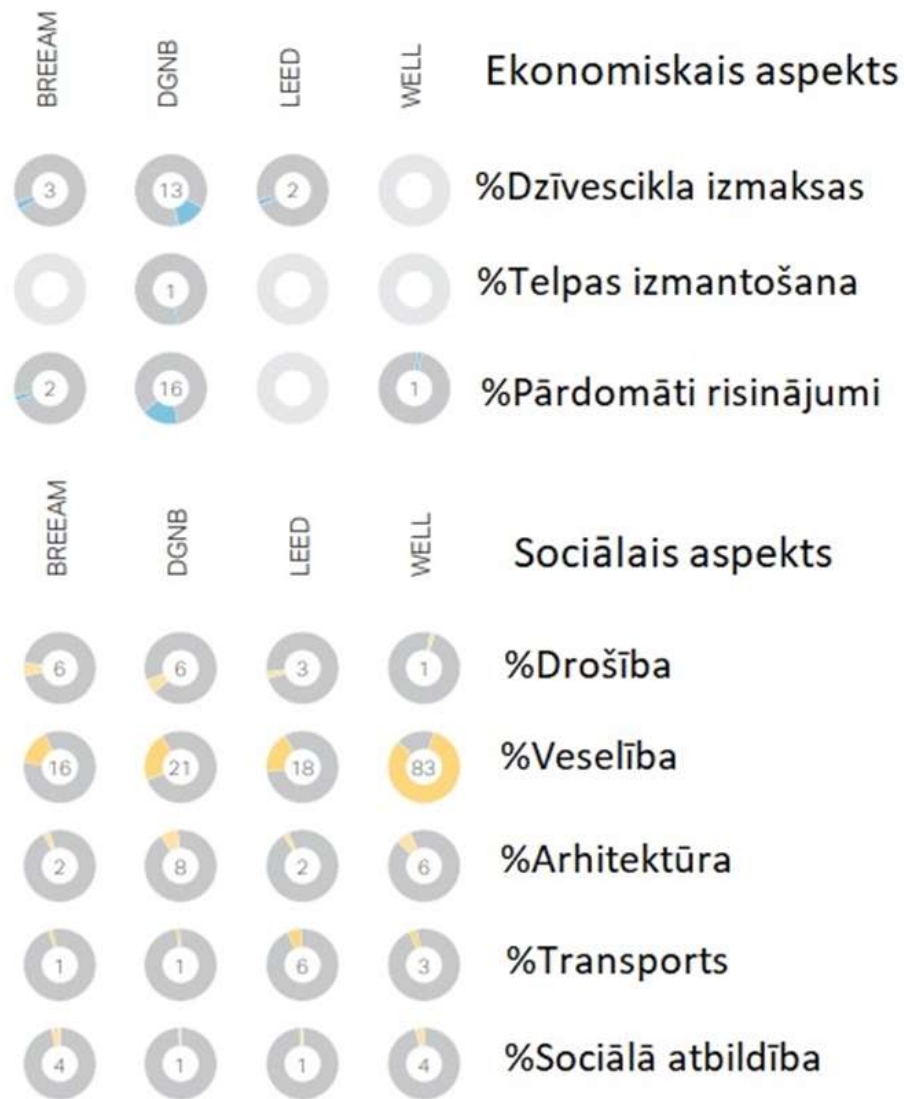 BREEAM DGNB LEED WELL Ekonomiskais aspekts
3 13 2 %Dzīvescikla izmaksas
1 %Telpas izmantošana
2 16 1 %Pārdomāti risinājumi
BREEAM DGNB LEED WELL Sociālais aspekts
6 6 3 1 %Drošība
16 21 18 83 %Veselība
2 8 2 6 %Arhitektūra
1 1 6 3 %Transports
4 1 1 4 %Sociālā atbildība